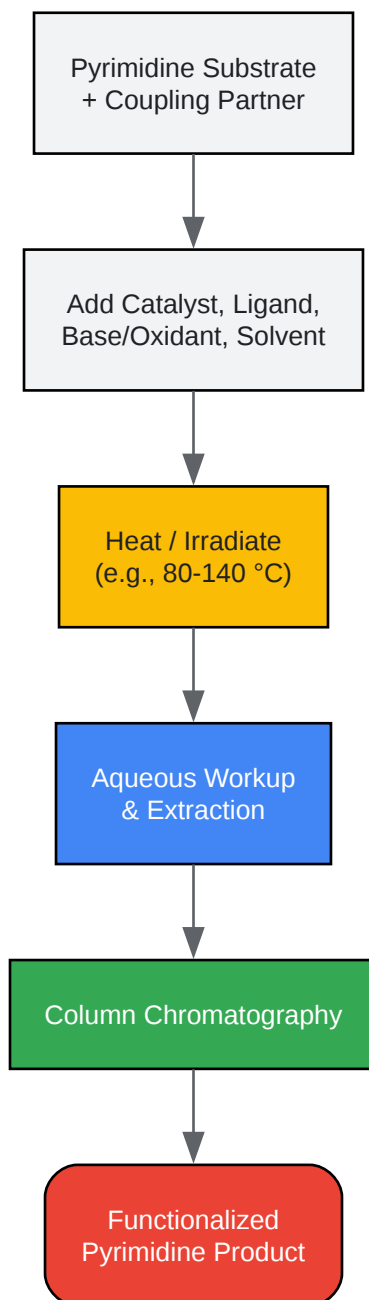 Pyrimidine Substrate
+ Coupling Partner
Add Catalyst, Ligand,
Base/Oxidant, Solvent
Heat / Irradiate
(e.g., 80-140 °C)
Aqueous Workup
& Extraction
Column Chromatography
Functionalized
Pyrimidine Product